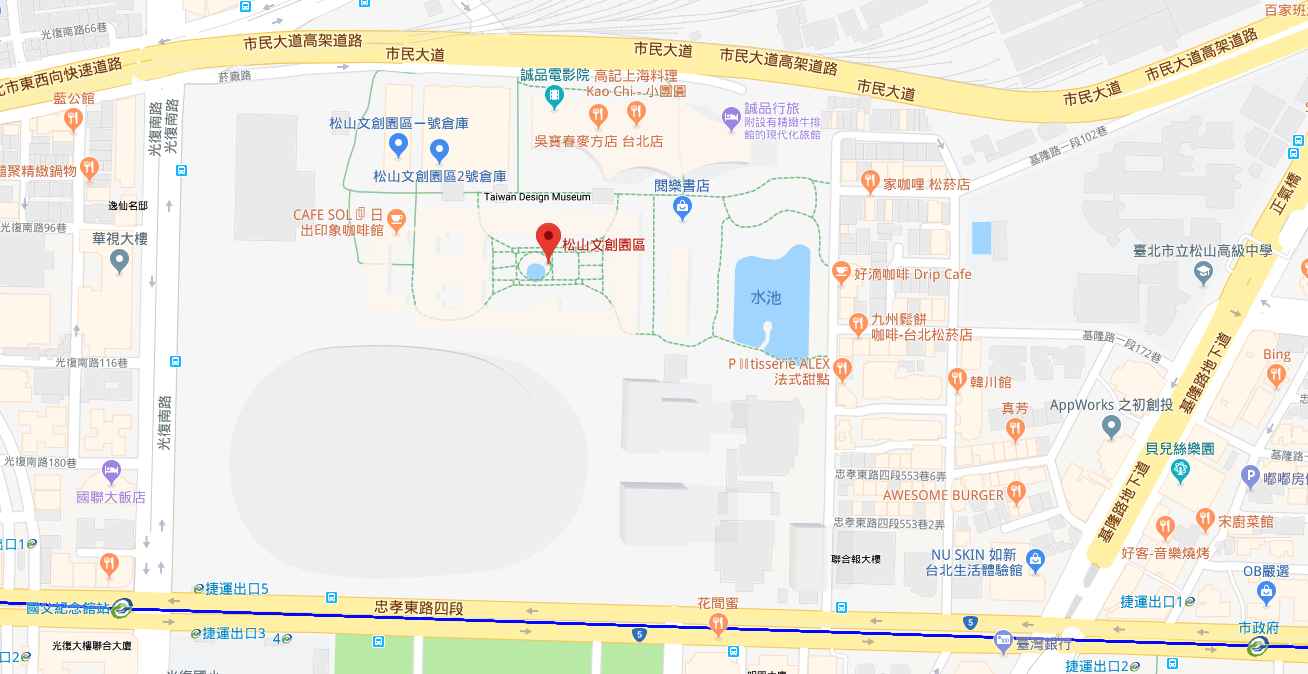 百家班
光復南路66巷
市民大道高架道路
市民大道
市民大道
市民大道高架道路
市民大道
市民大道
市民大道高架道路
北市東西向快速道路
菸廠路
藍公館
光復南路
光復南路
誠品電影院
高記上海料理
Kao Chi - 小團圓
誠品行旅
附設有精緻牛排
館的現代化旅館
松山文創園區一號倉庫
吳寶春麥方店 台北店
基隆路一段102巷
正氣橋
囍聚精緻鍋物
松山文創園區2號倉庫
閱樂書店
家咖哩 松菸店
Taiwan Design Museum
逸仙名邸
CAFE SOL 日
出印象咖啡館
光復南路96巷
華視大樓
松山文創園區
臺北市立松山高級中學
好滴咖啡 Drip Cafe
水池
九州鬆餅
咖啡-台北松菸店
基隆路一段172巷
基隆路地下道
光復南路116巷
P tisserie ALEX
法式甜點
韓川館
Bing
AppWorks 之初創投
真芳
光復南路
貝兒絲樂園
光復南路180巷
基隆路一
嘟嘟房
國聯大飯店
忠孝東路四段553巷6弄
AWESOME BURGER
基隆路地下道
忠孝東路四段553巷2弄
宋廚菜館
出口1
聯合報大樓
NU SKIN 如新
台北生活體驗館
好客-音樂燒烤
OB嚴選
捷運出口5
國父紀念館站
忠孝東路四段
花間蜜
捷運出口1
捷運出口3
4
5
5
市政府
光復大樓聯合大廈
臺灣銀行
口2
捷運出口2
光復國小